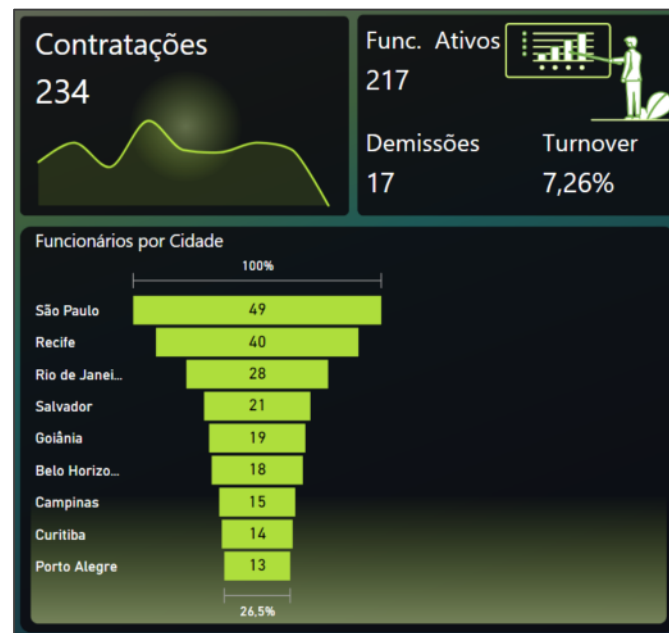 Contratações
234
Func. Ativos
217
Demissões
17
Turnover
7,26%
Funcionários por Cidade
100%
São Paulo 49
Recife 40
Rio de Janei... 28
Salvador 21
Goiânia 19
Belo Horizo... 18
Campinas 15
Curitiba 14
Porto Alegre 13
26,5%